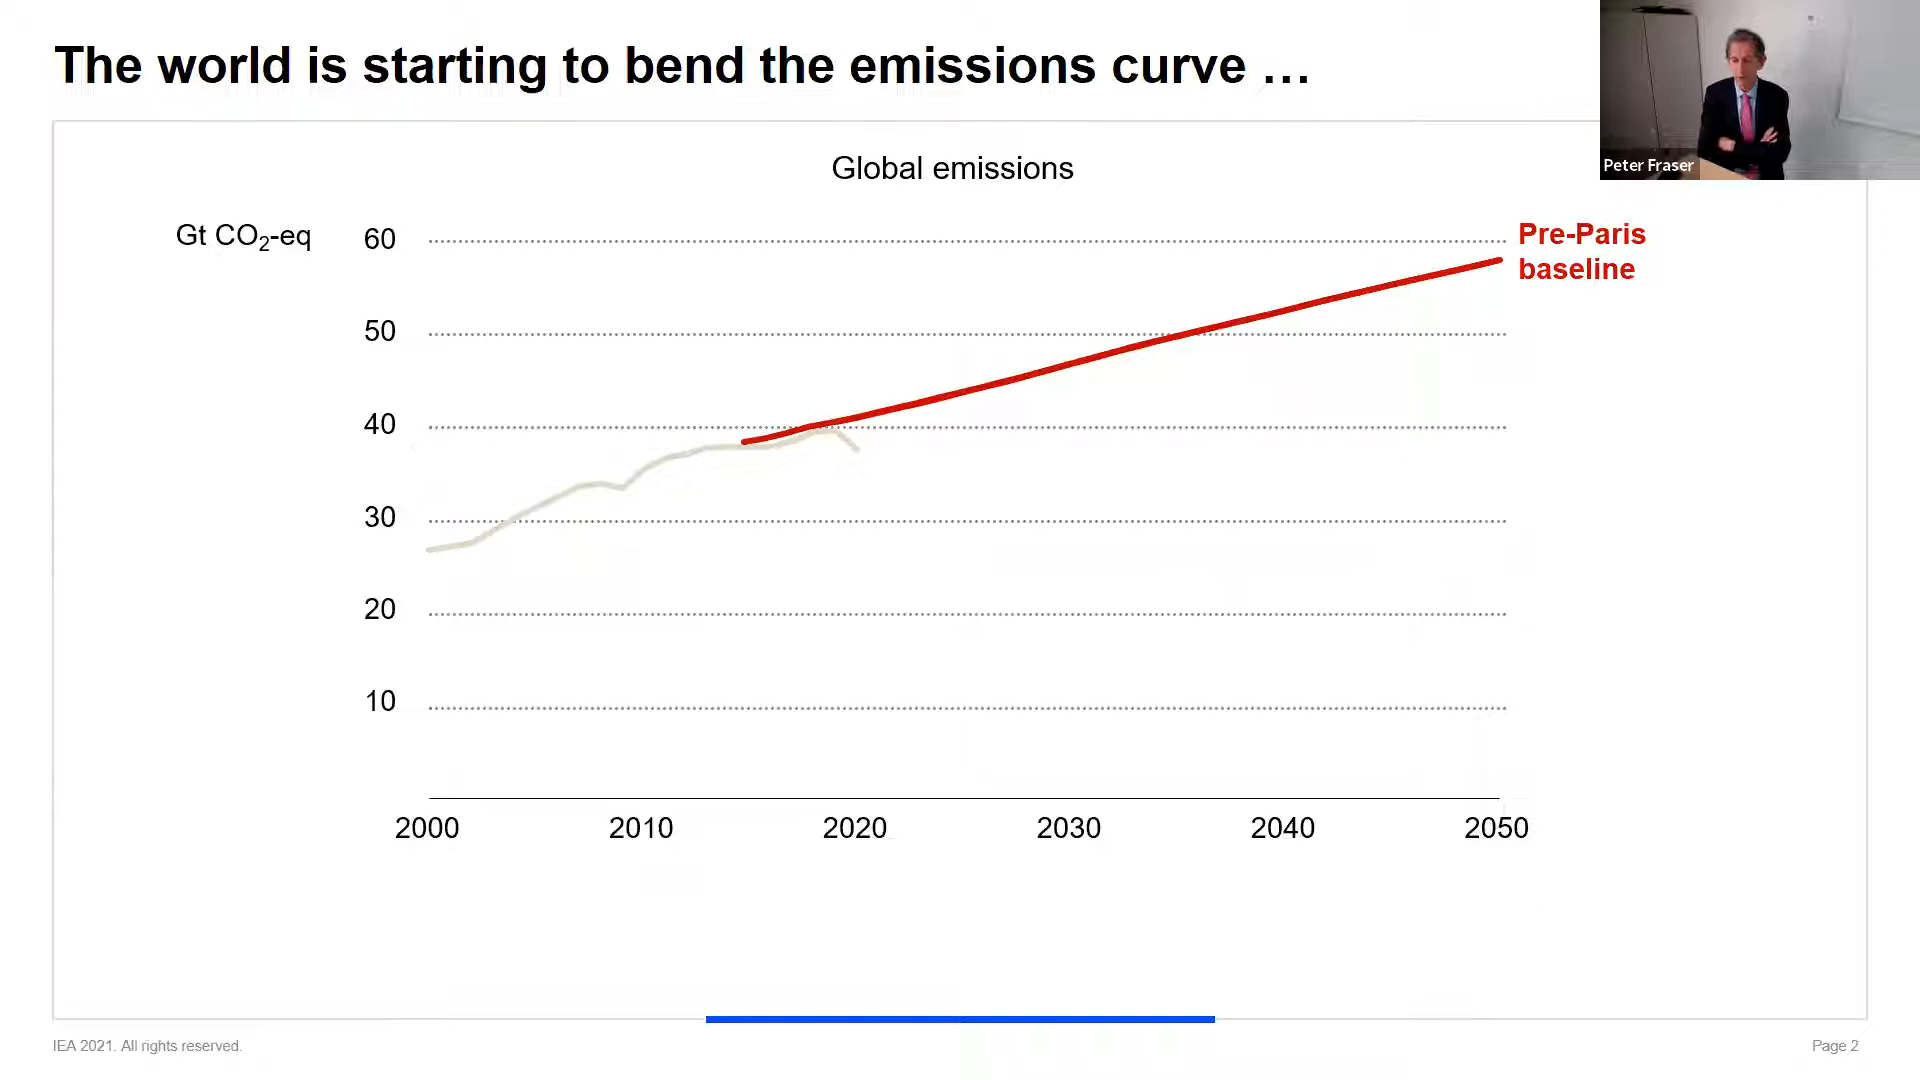 The world is starting to bend the emissions curve …
Peter Fraser
Global emissions
Gt CO₂-eq
60
50
40
30
20
10
Pre-Paris
baseline
2000 2010 2020 2030 2040 2050
IEA 2021. All rights reserved.
Page 2